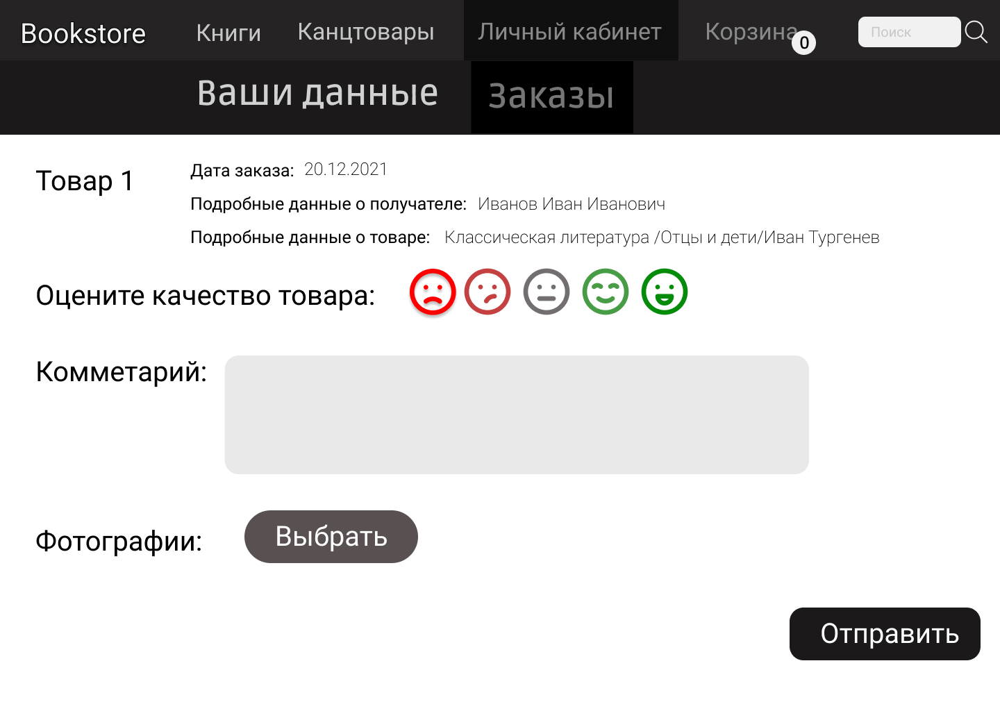 Bookstore Книги Канцтовары Личный кабинет Корзина 0 Поиск
Ваши данные Заказы
Товар 1
Дата заказа: 20.12.2021
Подробные данные о получателе: Иванов Иван Иванович
Подробные данные о товаре: Классическая литература /Отцы и дети/Иван Тургенев
Оцените качество товара:
Комметарий:
Фотографии: Выбрать
Отправить